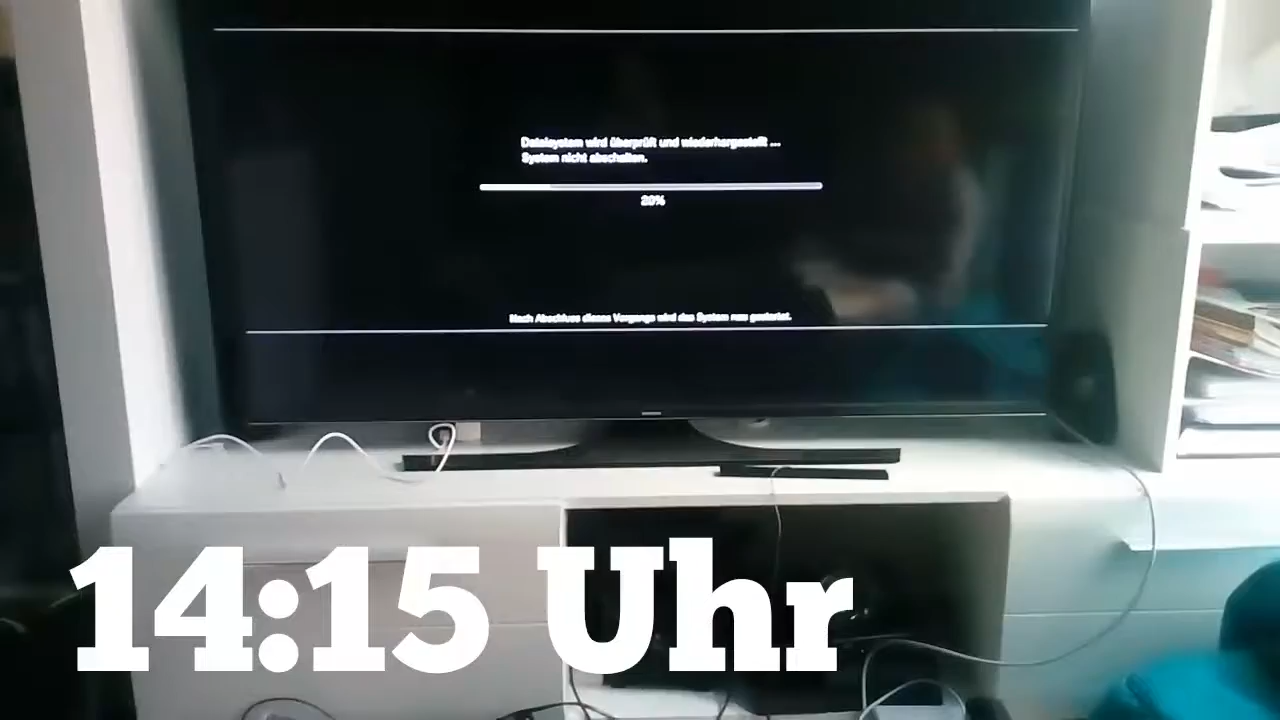 Dateisystem wird überprüft und wiederhergestellt ...
System nicht abschalten.
20%
Nach Abschluss dieses Vorgangs wird das System neu gestartet.
14:15 Uhr